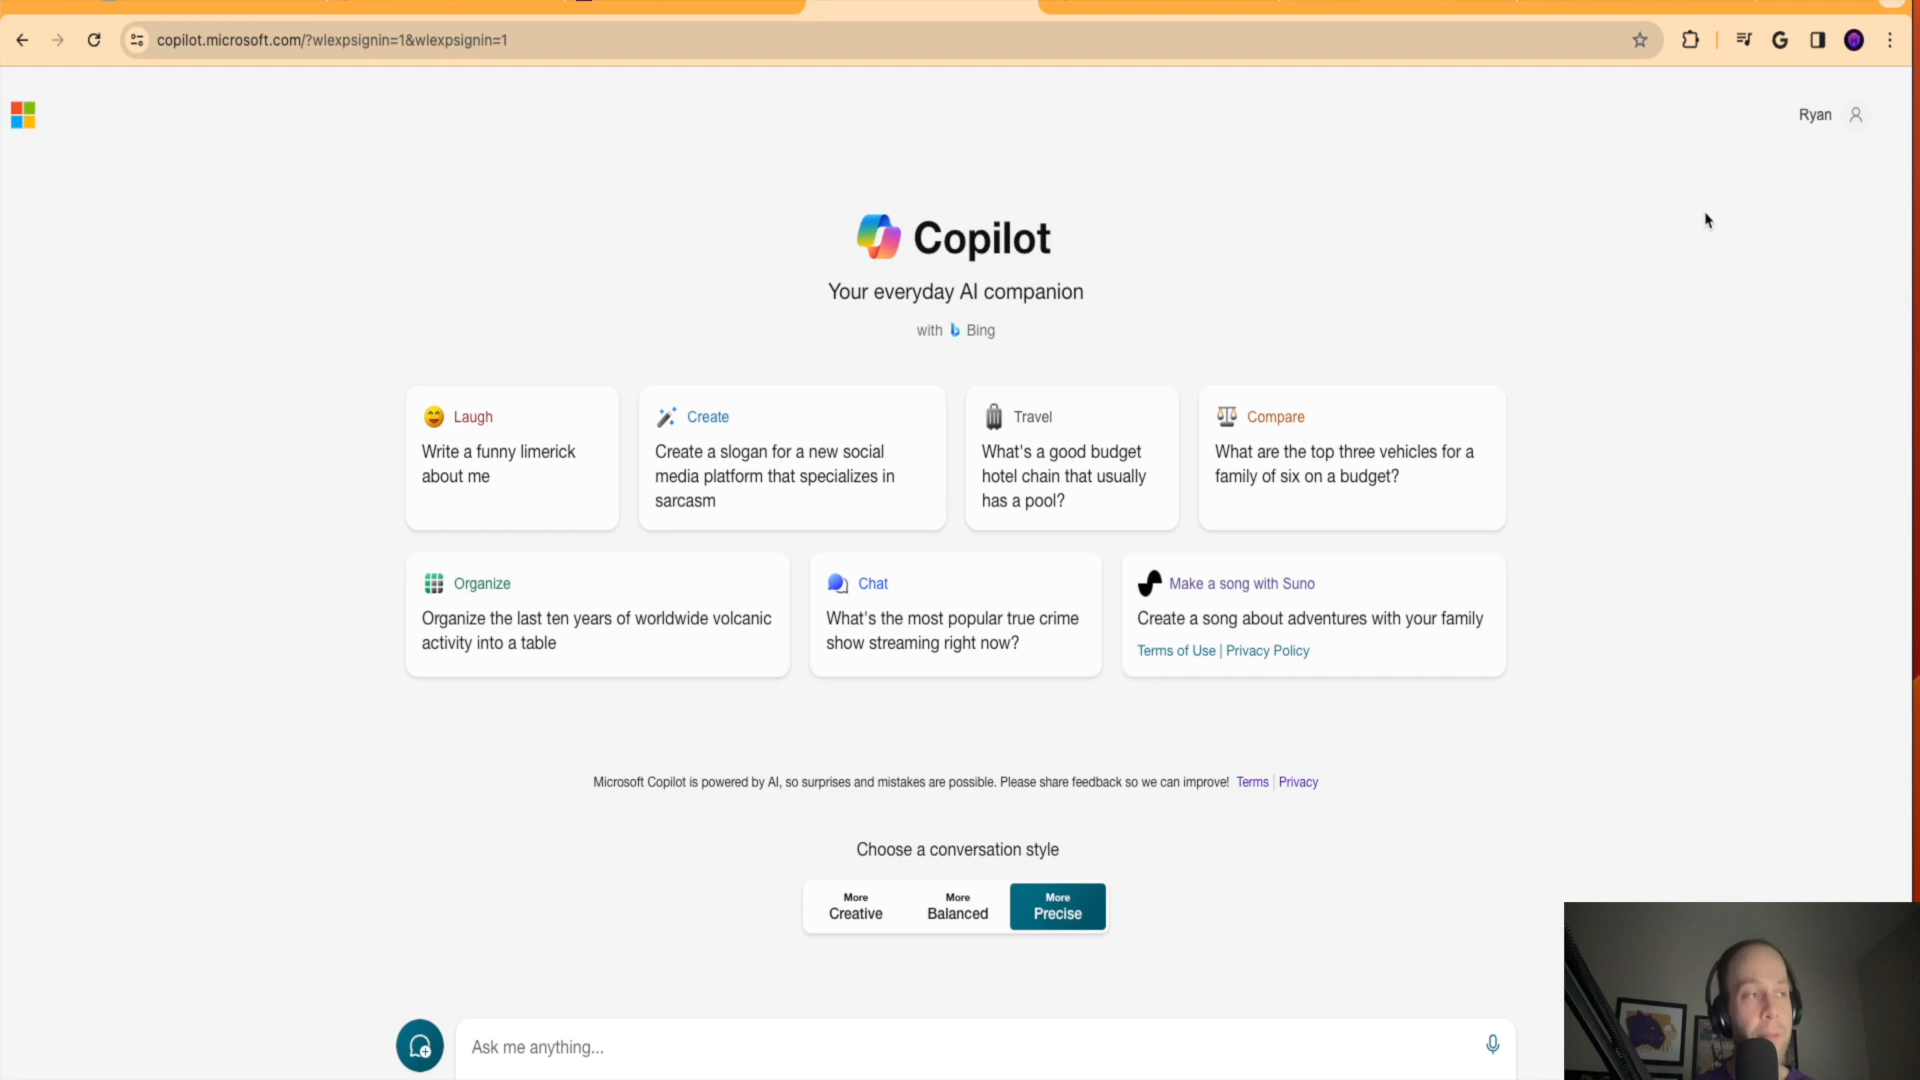 copilot.microsoft.com/?wlexpsignin=1&wlexpsignin=1
Ryan
Copilot
Your everyday AI companion
with Bing
Laugh
Write a funny limerick
about me
Create
Create a slogan for a new social
media platform that specializes in
sarcasm
Travel
What's a good budget
hotel chain that usually
has a pool?
Compare
What are the top three vehicles for a
family of six on a budget?
Organize
Organize the last ten years of worldwide volcanic
activity into a table
Chat
What's the most popular true crime
show streaming right now?
Make a song with Suno
Create a song about adventures with your family
Terms of Use | Privacy Policy
Microsoft Copilot is powered by AI, so surprises and mistakes are possible. Please share feedback so we can improve! Terms | Privacy
Choose a conversation style
More
Creative
More
Balanced
More
Precise
Ask me anything...